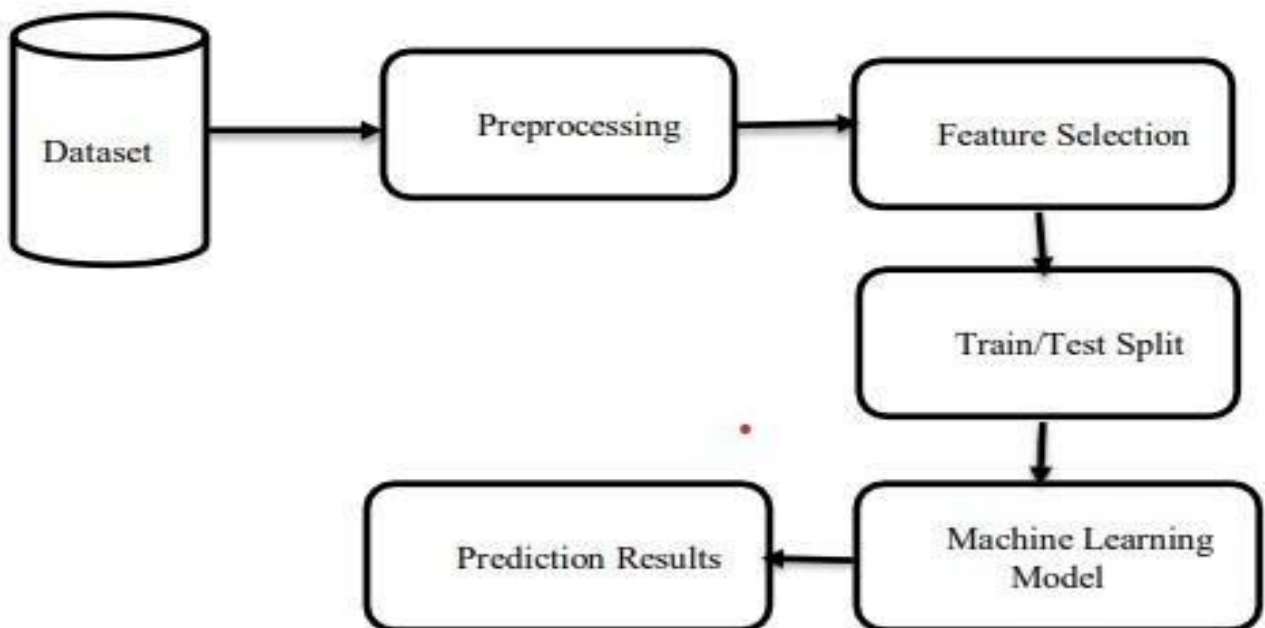 Dataset
Preprocessing
Feature Selection
Train/Test Split
Machine Learning
Model
Prediction Results